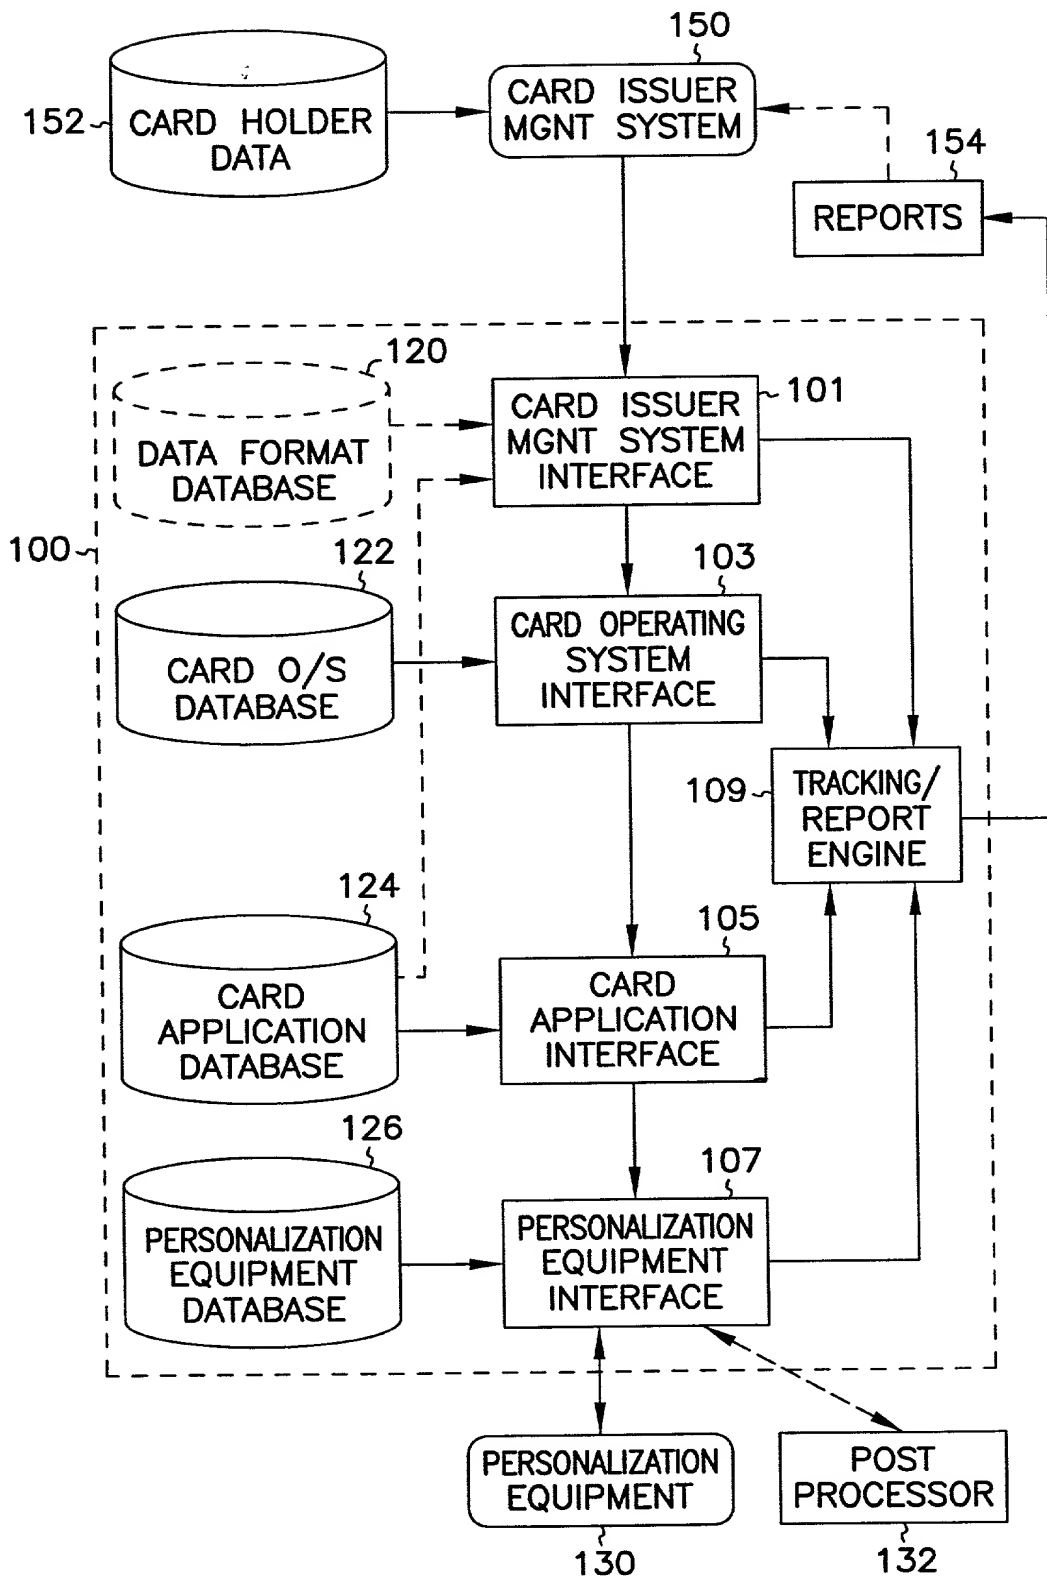 150
152
CARD HOLDER
DATA
CARD ISSUER
MGNT SYSTEM
154
REPORTS
100
120
DATA FORMAT
DATABASE
101
CARD ISSUER
MGNT SYSTEM
INTERFACE
122
CARD O/S
DATABASE
103
CARD OPERATING
SYSTEM
INTERFACE
109
TRACKING/
REPORT
ENGINE
124
CARD
APPLICATION
DATABASE
105
CARD
APPLICATION
INTERFACE
126
PERSONALIZATION
EQUIPMENT
DATABASE
107
PERSONALIZATION
EQUIPMENT
INTERFACE
PERSONALIZATION
EQUIPMENT
130
POST
PROCESSOR
132